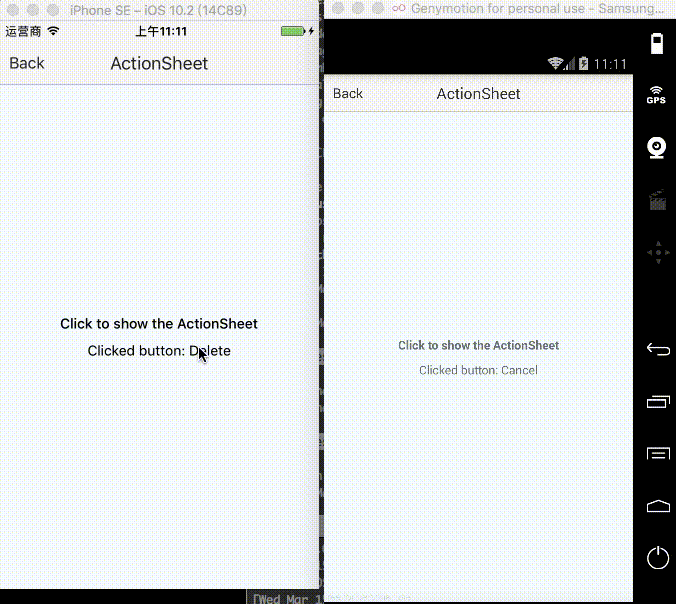 iPhone SE – iOS 10.2 (14C89)
运营商 上午11:11
Back ActionSheet
Click to show the ActionSheet
Clicked button: Delete
Genymotion for personal use - Samsung...
11:11
Back ActionSheet
Click to show the ActionSheet
Clicked button: Cancel
GPS
[Wed Mar 1